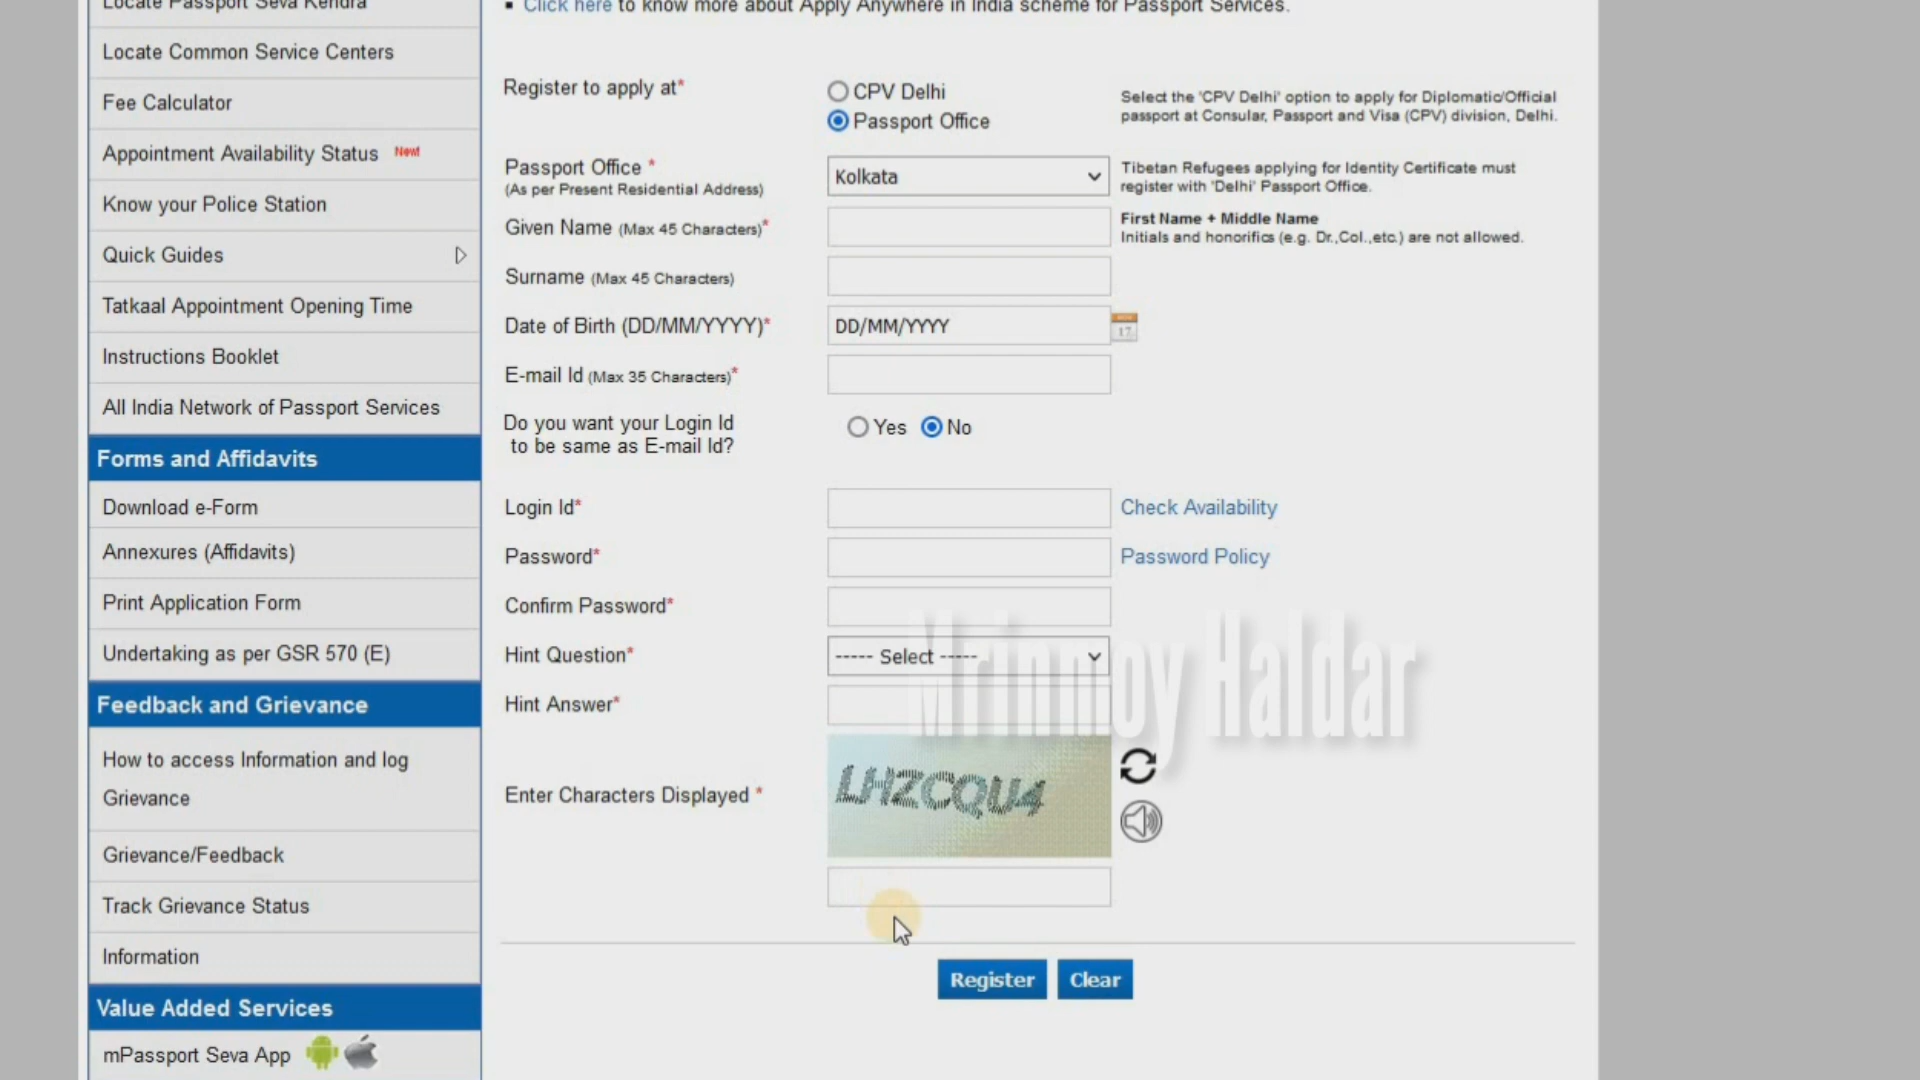 Locate Passport Seva Kendra
Locate Common Service Centers
Fee Calculator
Appointment Availability Status New!
Know your Police Station
Quick Guides
Tatkaal Appointment Opening Time
Instructions Booklet
All India Network of Passport Services
Forms and Affidavits
Download e-Form
Annexures (Affidavits)
Print Application Form
Undertaking as per GSR 570 (E)
Feedback and Grievance
How to access Information and log
Grievance
Grievance/Feedback
Track Grievance Status
Information
Value Added Services
mPassport Seva App
Click here to know more about Apply Anywhere in India scheme for Passport Services.
Register to apply at*
CPV Delhi
Passport Office
Select the 'CPV Delhi' option to apply for Diplomatic/Official
passport at Consular, Passport and Visa (CPV) division, Delhi.
Passport Office *
(As per Present Residential Address)
Kolkata
Tibetan Refugees applying for Identity Certificate must
register with 'Delhi' Passport Office.
Given Name (Max 45 Characters)*
First Name + Middle Name
Initials and honorifics (e.g. Dr.,Col.,etc.) are not allowed.
Surname (Max 45 Characters)
Date of Birth (DD/MM/YYYY)*
DD/MM/YYYY
17
E-mail Id (Max 35 Characters)*
Do you want your Login Id
to be same as E-mail Id?
Yes No
Login Id*
Check Availability
Password*
Password Policy
Confirm Password*
Hint Question*
----- Select -----
Hint Answer*
Mrinmoy Haldar
Enter Characters Displayed *
LHZCQU4
Register Clear